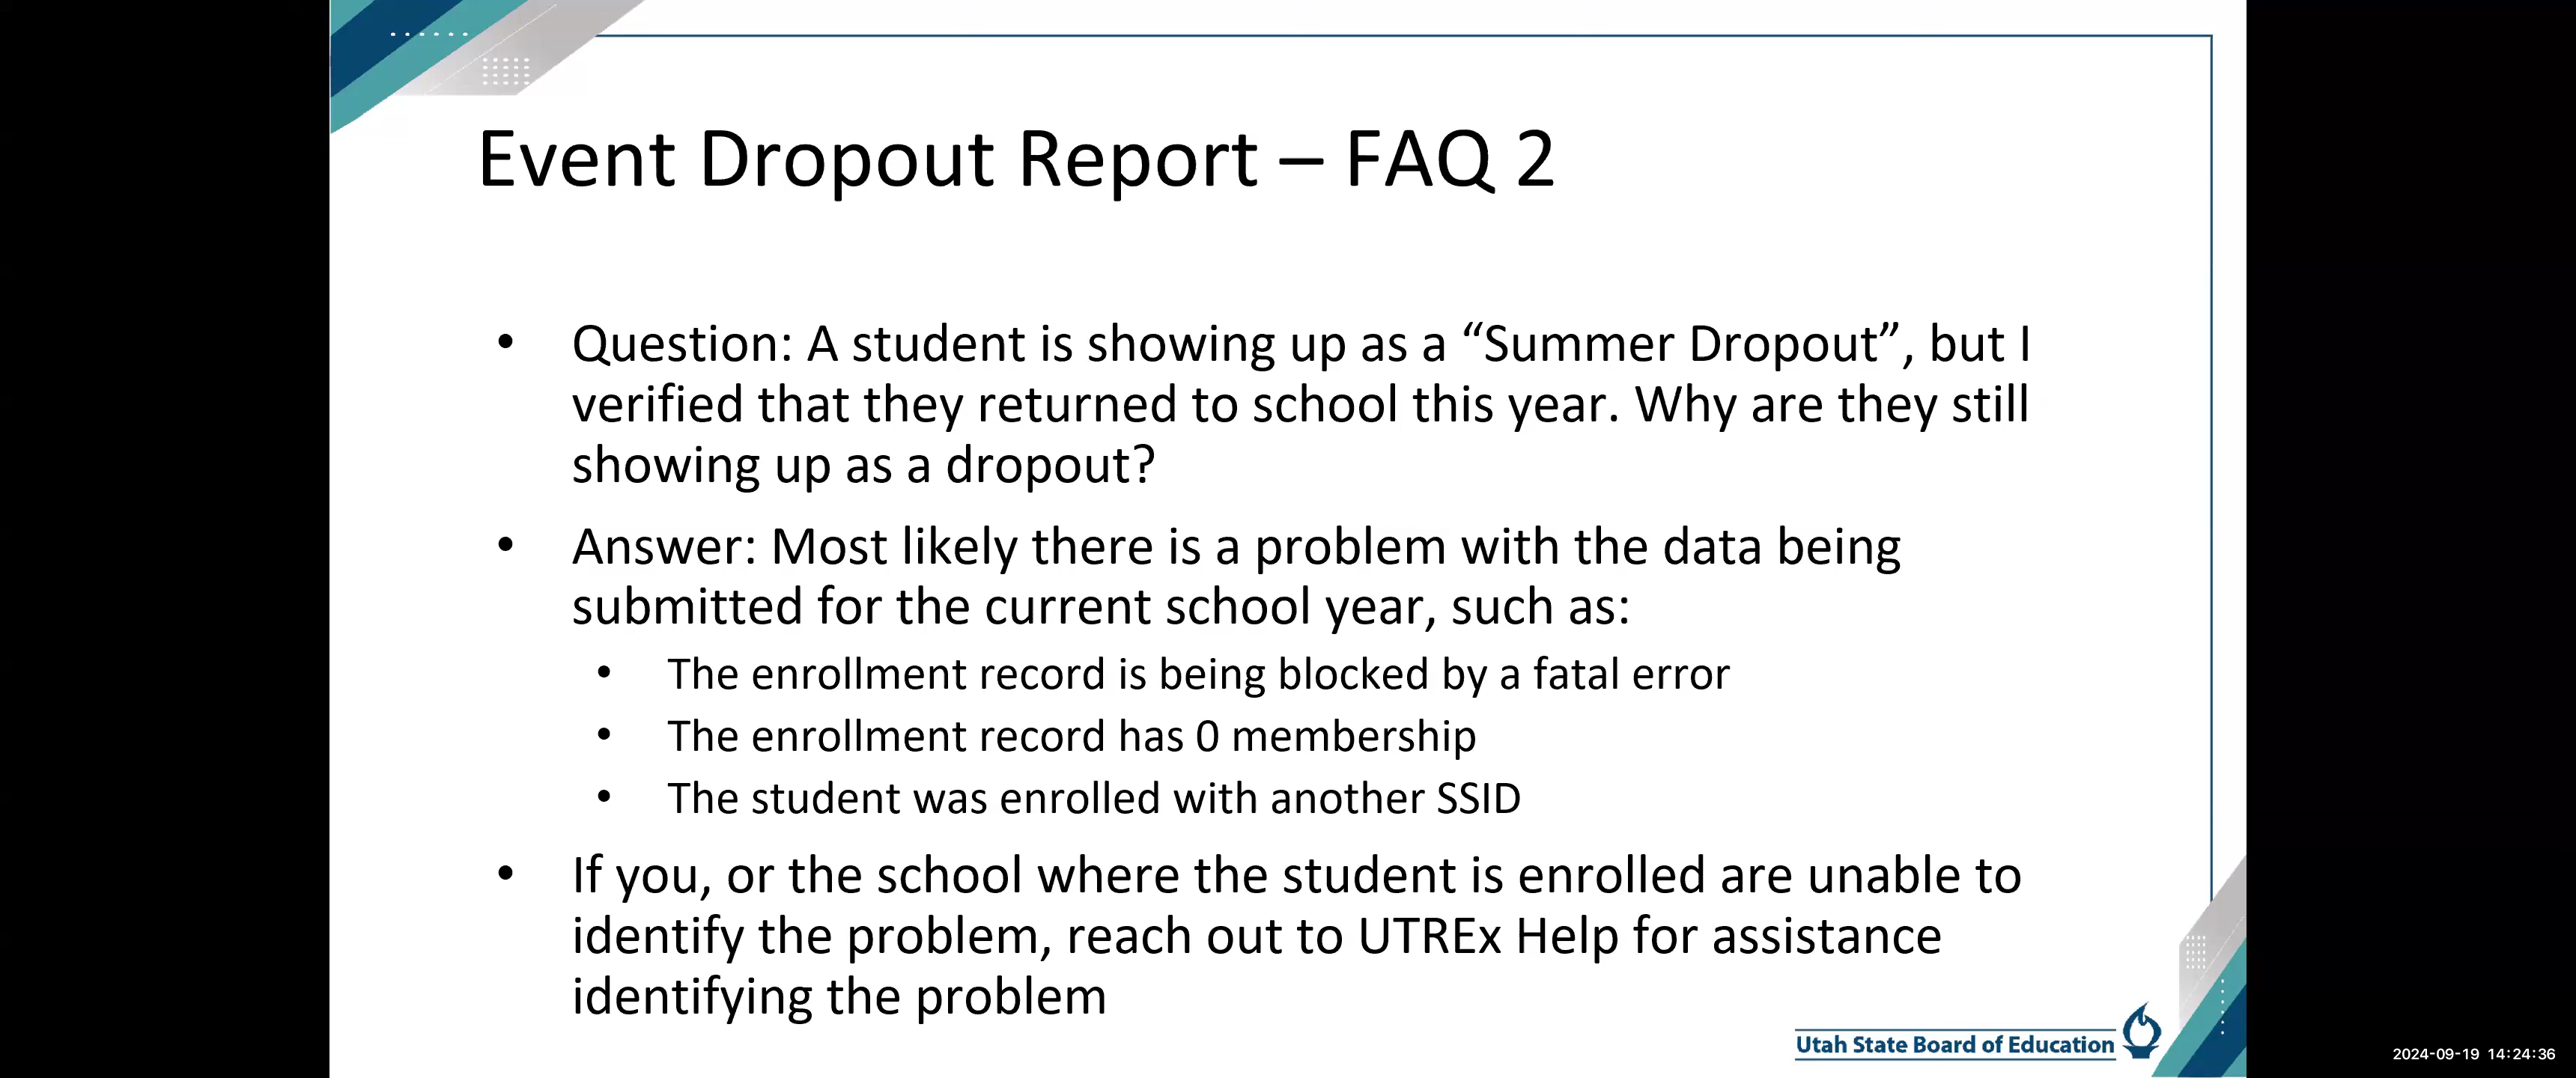 Event Dropout Report – FAQ 2
• Question: A student is showing up as a “Summer Dropout”, but I
verified that they returned to school this year. Why are they still
showing up as a dropout?
• Answer: Most likely there is a problem with the data being
submitted for the current school year, such as:
• The enrollment record is being blocked by a fatal error
• The enrollment record has 0 membership
• The student was enrolled with another SSID
• If you, or the school where the student is enrolled are unable to
identify the problem, reach out to UTREx Help for assistance
identifying the problem
Utah State Board of Education
2024-09-19 14:24:36